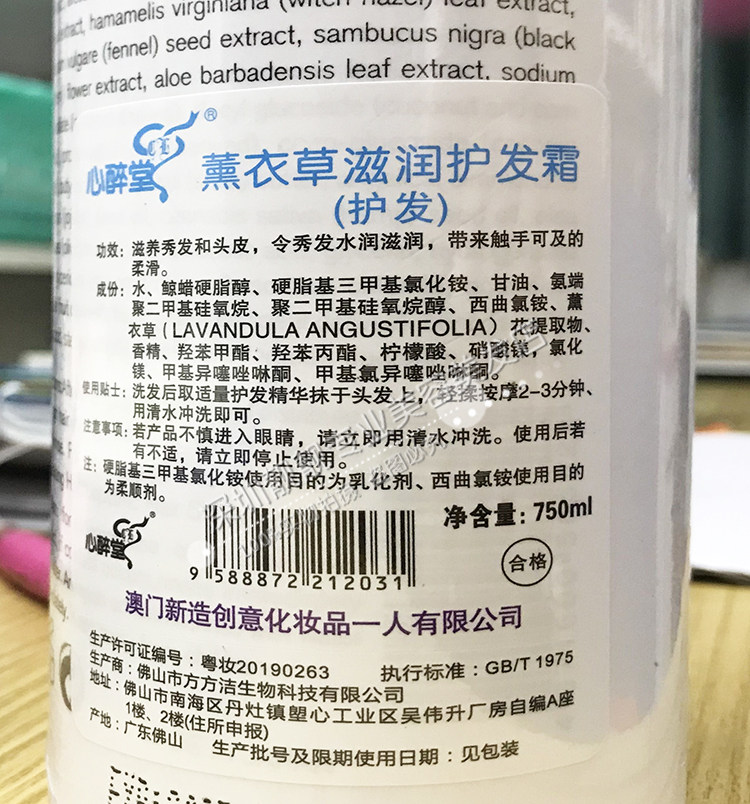 hamamelis virginiana (witch hazel) leaf extract,
vulgare (fennel) seed extract, sambucus nigra (black
flower extract, aloe barbadensis leaf extract, sodium
心醉堂®
薰衣草滋润护发霜
(护发)
功效：滋养秀发和头皮，令秀发水润滋润，带来触手可及的
柔滑。
成份：水、鲸蜡硬脂醇、硬脂基三甲基氯化铵、甘油、氨端
聚二甲基硅氧烷、聚二甲基硅氧烷醇、西曲氯铵、薰
衣草(LAVANDULA ANGUSTIFOLIA）花提取物、
香精、羟苯甲酯、羟苯丙酯、柠檬酸、硝酸镁，氯化
镁、甲基异噻唑啉酮、甲基氯异噻唑啉酮。
使用贴士：洗发后取适量护发精华抹于头发上，轻揉按摩2-3分钟、
用清水冲洗即可。
注意事项：若产品不慎进入眼睛，请立即用清水冲洗。使用后若
有不适，请立即停止使用。
注：硬脂基三甲基氯化铵使用目的为乳化剂、西曲氯铵使用目的
为柔顺剂。
心醉堂
净含量：750ml
合格
9 588872 212031
澳门新造创意化妆品一人有限公司
生产许可证编号：粤妆20190263 执行标准：GB/T 1975
生产商：佛山市方方洁生物科技有限公司
地址：佛山市南海区丹灶镇塱心工业区吴伟升厂房自编A座
1楼、2楼(住所申报)
产地：广东佛山 生产批号及限期使用日期：见包装